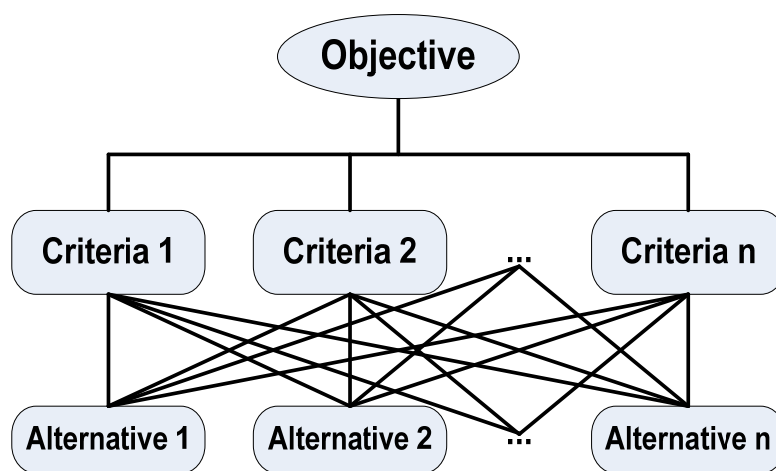 Objective
Criteria 1
Criteria 2
...
Criteria n
Alternative 1
Alternative 2
...
Alternative n